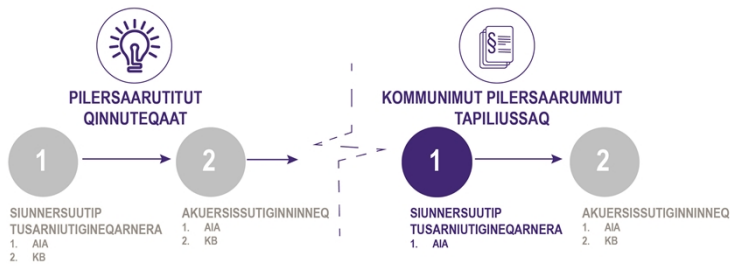 PILERSAARUTITUT
QINNUTEQAAT
1
2
SIUNNERSUUTIP
TUSARNIUTIGINEQARNERA
1. AIA
2. KB
AKUERSISSUTIGINNINNEQ
1. AIA
2. KB
§
KOMMUNIMUT PILERSAARUMMUT
TAPILIUSSAQ
1
2
SIUNNERSUUTIP
TUSARNIUTIGINEQARNERA
1. AIA
AKUERSISSUTIGINNINNEQ
1. AIA
2. KB